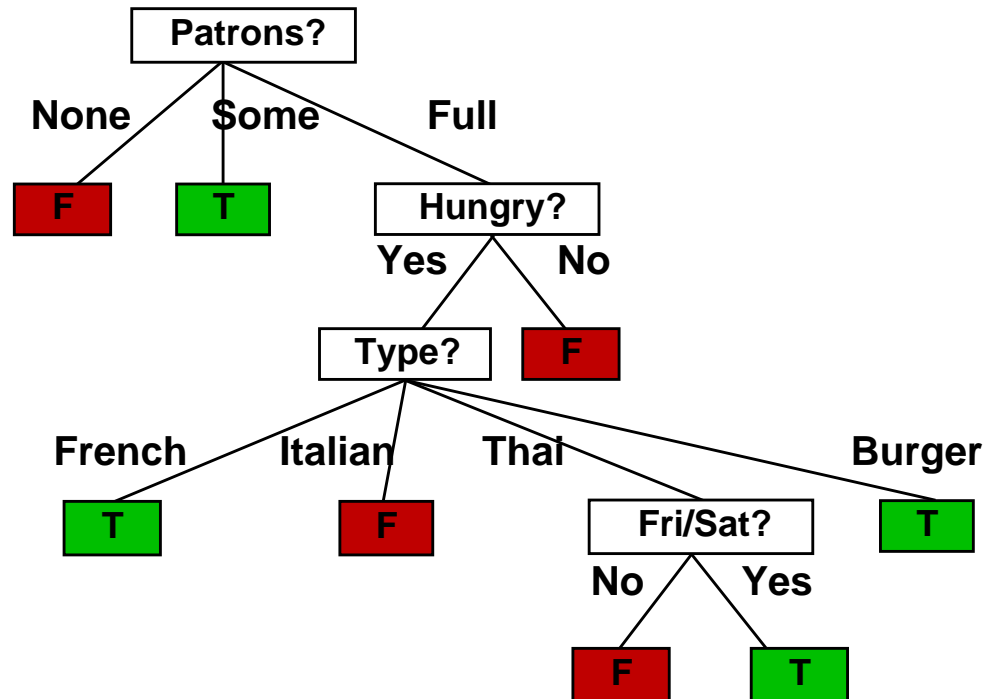 Patrons?
None Some Full
F T Hungry?
Yes No
Type? F
French Italian Thai Burger
T F Fri/Sat? T
No Yes
F T